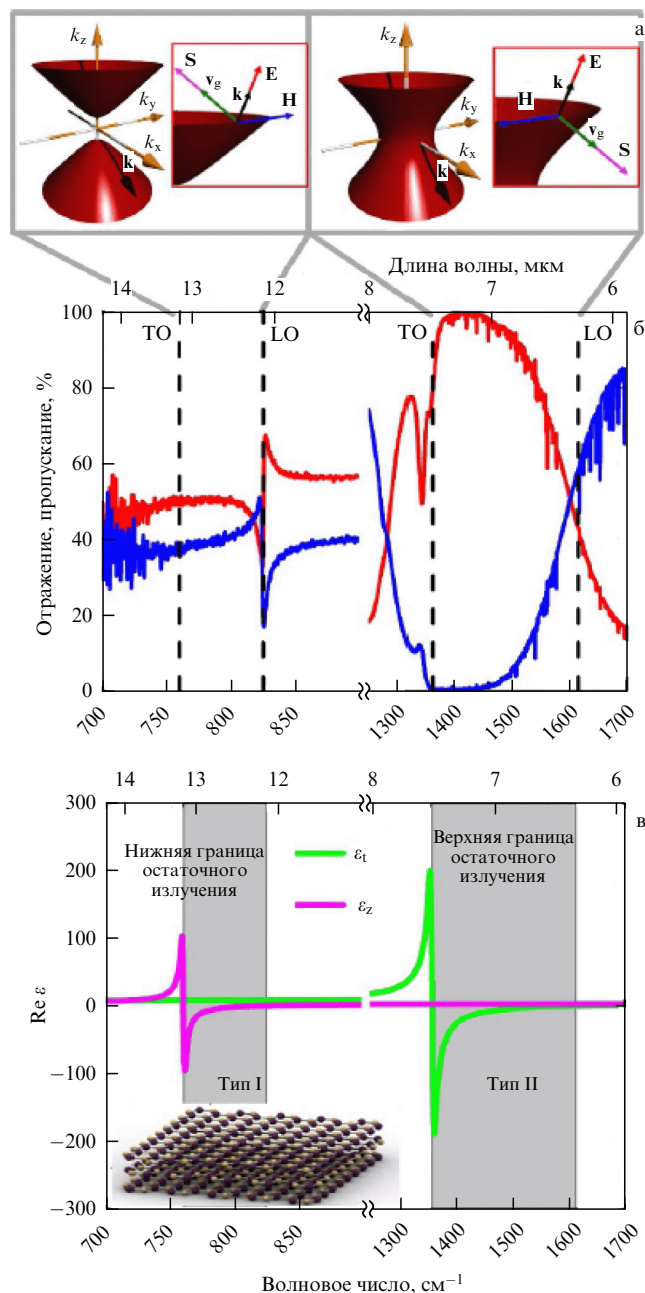 а
k_z
k_y
k_x
k
S
v_g
k
E
H
k_z
k_y
k_x
k
E
k
H
v_g
S
Длина волны, мкм
14 13 12 8 7 6
б
TO LO TO LO
Отражение, пропускание, %
100
80
60
40
20
0
700 750 800 850 1300 1400 1500 1600 1700
14 13 12 8 7 6
в
Re ε
300
200
100
0
−100
−200
−300
Нижняя граница
остаточного
излучения
ε_t
ε_z
Верхняя граница
остаточного
излучения
Тип I
Тип II
700 750 800 850 1300 1400 1500 1600 1700
Волновое число, см⁻¹